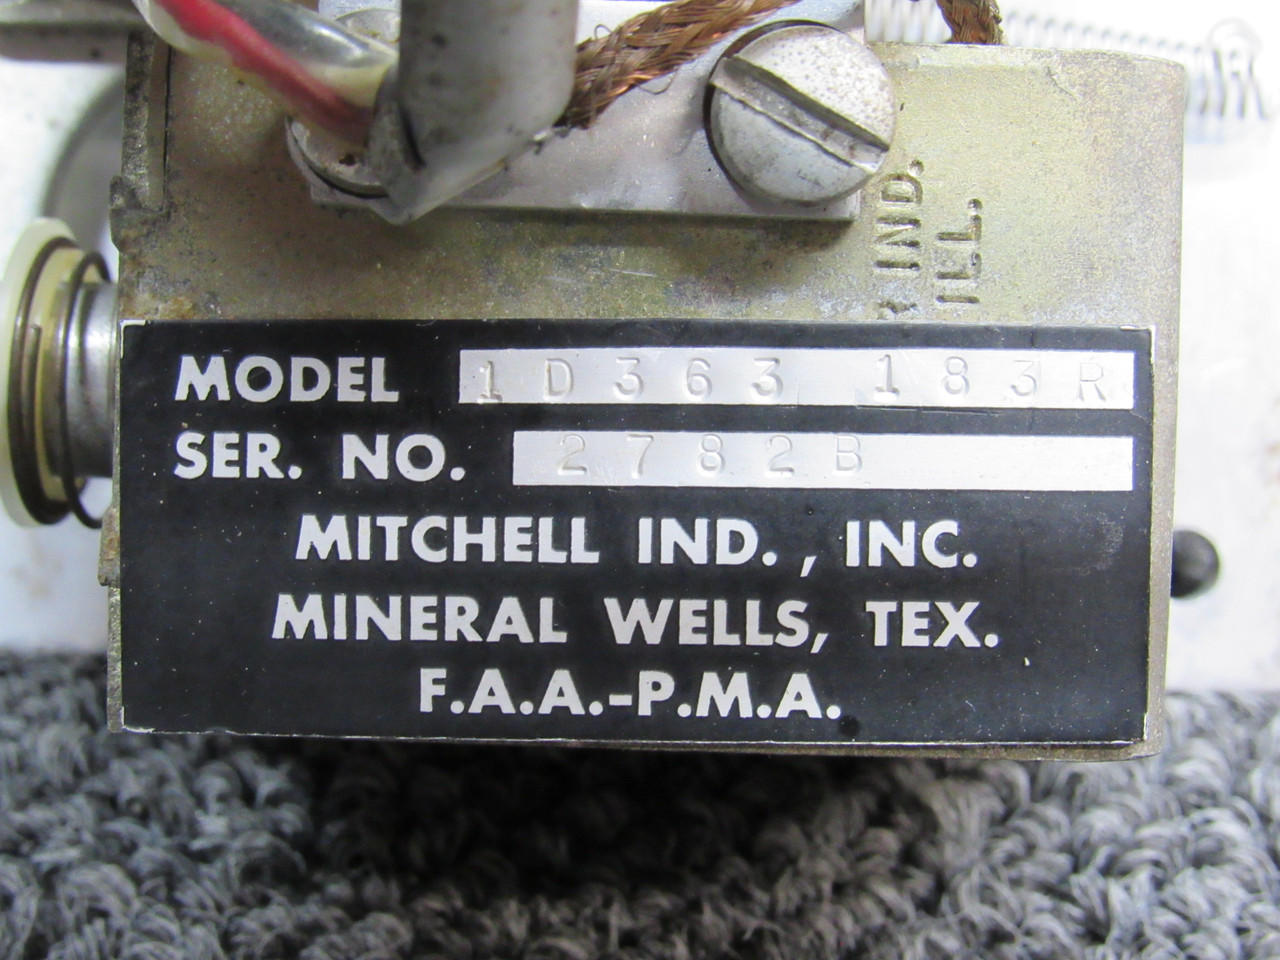 IND.
ILL.
MODEL 1D363 183R
SER. NO. 2782B
MITCHELL IND., INC.
MINERAL WELLS, TEX.
F.A.A.-P.M.A.